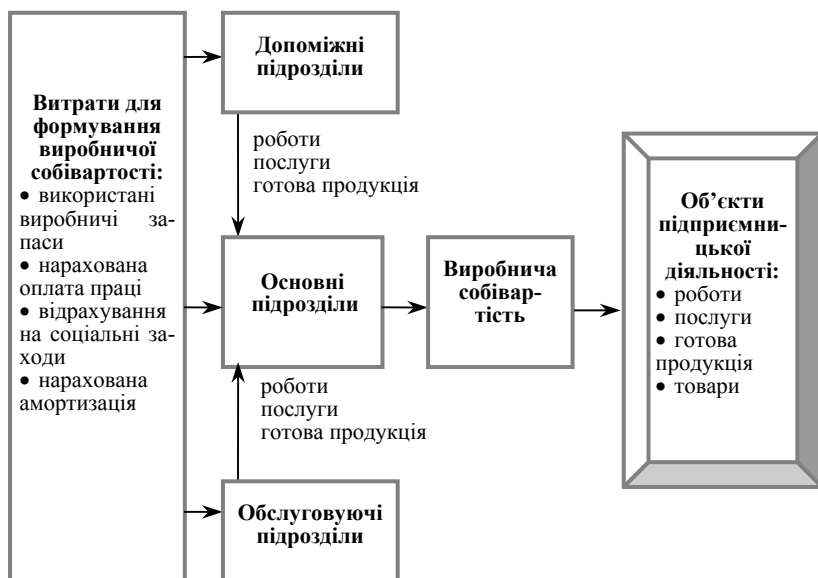 Витрати для
формування
виробничої
собівартості:
• використані
виробничі за-
паси
• нарахована
оплата праці
• відрахування
на соціальні за-
ходи
• нарахована
амортизація
Допоміжні
підрозділи
роботи
послуги
готова продукція
Основні
підрозділи
роботи
послуги
готова продукція
Обслуговуючі
підрозділи
Виробнича
собівар-
тість
Об’єкти
підприємни-
цької
діяльності:
• роботи
• послуги
• готова
продукція
• товари